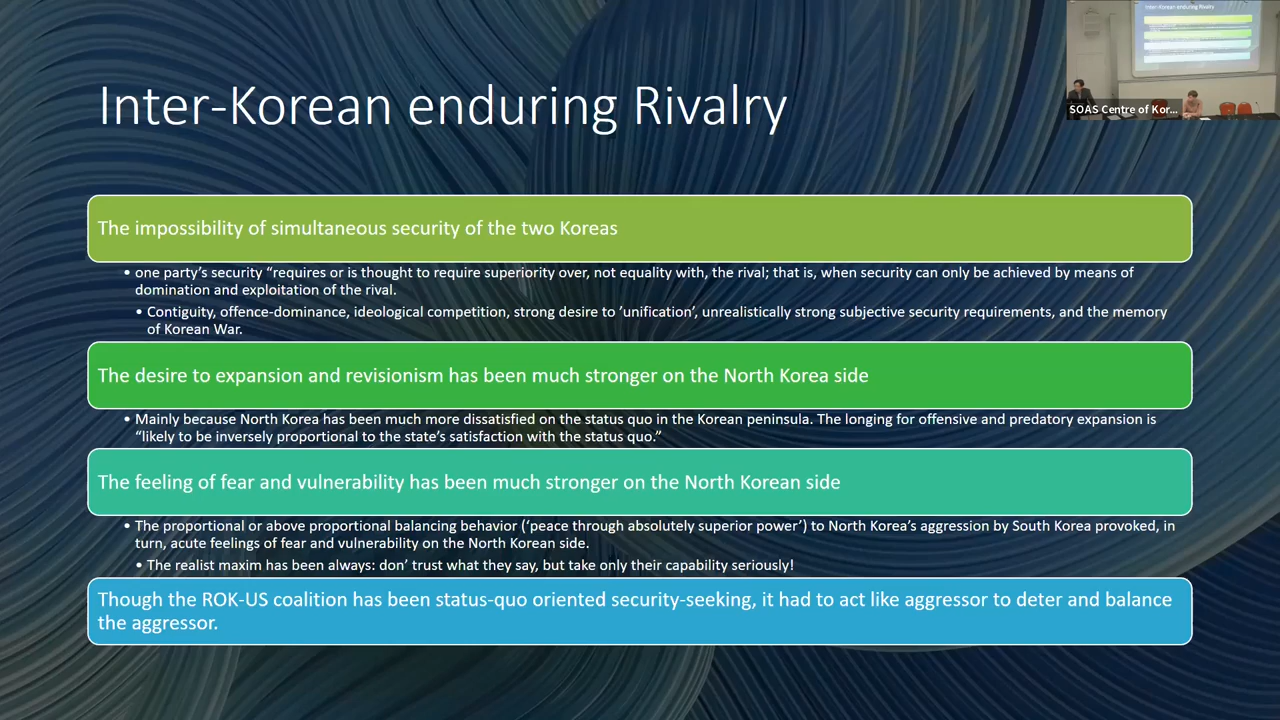 Inter-Korean enduring Rivalry
SOAS Centre of Kor...
Inter-Korean enduring Rivalry
The impossibility of simultaneous security of the two Koreas
• one party's security “requires or is thought to require superiority over, not equality with, the rival; that is, when security can only be achieved by means of
domination and exploitation of the rival.
• Contiguity, offence-dominance, ideological competition, strong desire to 'unification', unrealistically strong subjective security requirements, and the memory
of Korean War.
The desire to expansion and revisionism has been much stronger on the North Korea side
• Mainly because North Korea has been much more dissatisfied on the status quo in the Korean peninsula. The longing for offensive and predatory expansion is
“likely to be inversely proportional to the state's satisfaction with the status quo.”
The feeling of fear and vulnerability has been much stronger on the North Korean side
• The proportional or above proportional balancing behavior ('peace through absolutely superior power') to North Korea's aggression by South Korea provoked, in
turn, acute feelings of fear and vulnerability on the North Korean side.
• The realist maxim has been always: don' trust what they say, but take only their capability seriously!
Though the ROK-US coalition has been status-quo oriented security-seeking, it had to act like aggressor to deter and balance
the aggressor.